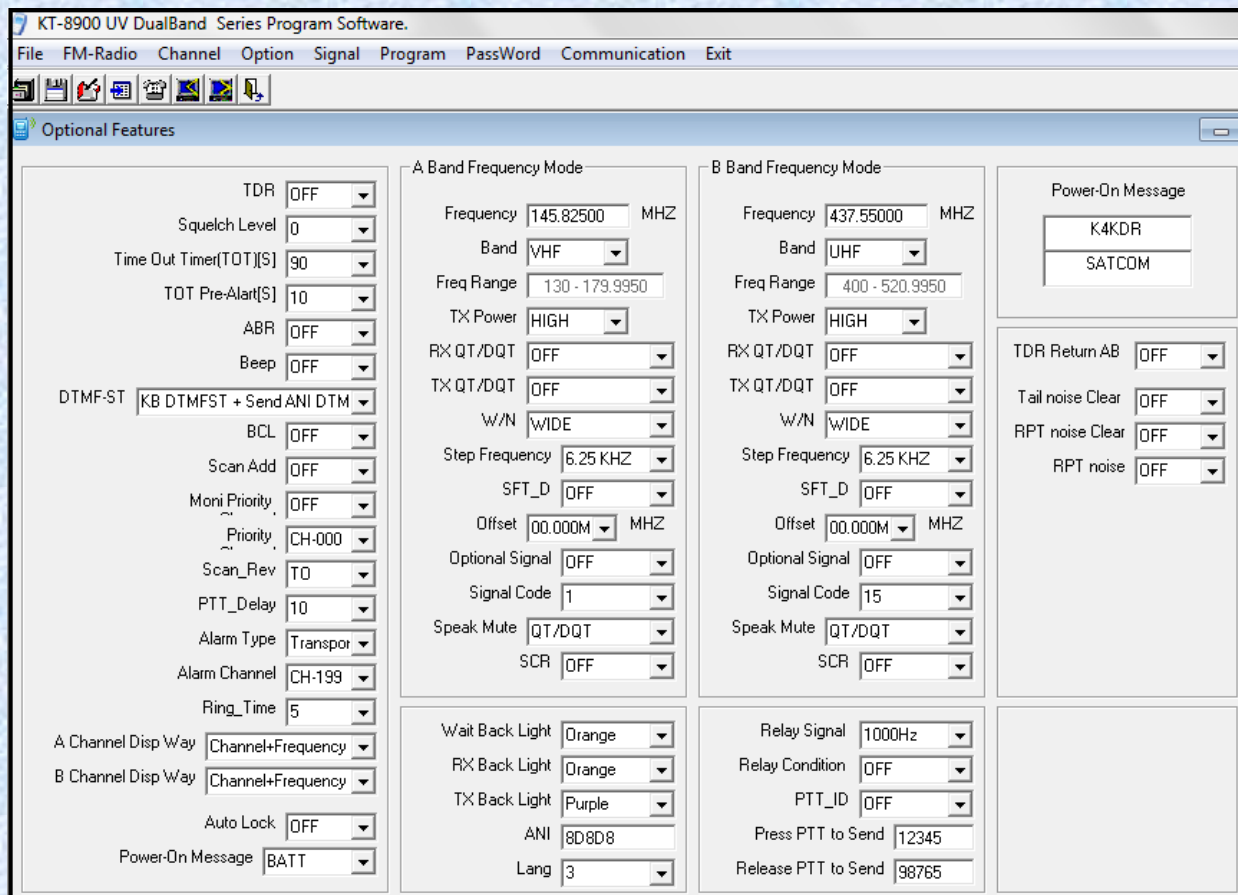 KT-8900 UV DualBand Series Program Software.
File FM-Radio Channel Option Signal Program PassWord Communication Exit
Optional Features
TDR OFF
Squelch Level 0
Time Out Timer(TOT)[S] 90
TOT Pre-Alart[S] 10
ABR OFF
Beep OFF
DTMF-ST KB DTMFST + Send ANI DTM
BCL OFF
Scan Add OFF
Moni Priority OFF
Priority CH-000
Scan_Rev TO
PTT_Delay 10
Alarm Type Transpor
Alarm Channel CH-199
Ring_Time 5
A Channel Disp Way Channel+Frequency
B Channel Disp Way Channel+Frequency
Auto Lock OFF
Power-On Message BATT
A Band Frequency Mode
Frequency 145.82500 MHZ
Band VHF
Freq Range 130 - 179.9950
TX Power HIGH
RX QT/DQT OFF
TX QT/DQT OFF
W/N WIDE
Step Frequency 6.25 KHZ
SFT_D OFF
Offset 00.000M MHZ
Optional Signal OFF
Signal Code 1
Speak Mute QT/DQT
SCR OFF
Wait Back Light Orange
RX Back Light Orange
TX Back Light Purple
ANI 8D8D8
Lang 3
B Band Frequency Mode
Frequency 437.55000 MHZ
Band UHF
Freq Range 400 - 520.9950
TX Power HIGH
RX QT/DQT OFF
TX QT/DQT OFF
W/N WIDE
Step Frequency 6.25 KHZ
SFT_D OFF
Offset 00.000M MHZ
Optional Signal OFF
Signal Code 15
Speak Mute QT/DQT
SCR OFF
Relay Signal 1000Hz
Relay Condition OFF
PTT_ID OFF
Press PTT to Send 12345
Release PTT to Send 98765
Power-On Message
K4KDR
SATCOM
TDR Return AB OFF
Tail noise Clear OFF
RPT noise Clear OFF
RPT noise OFF